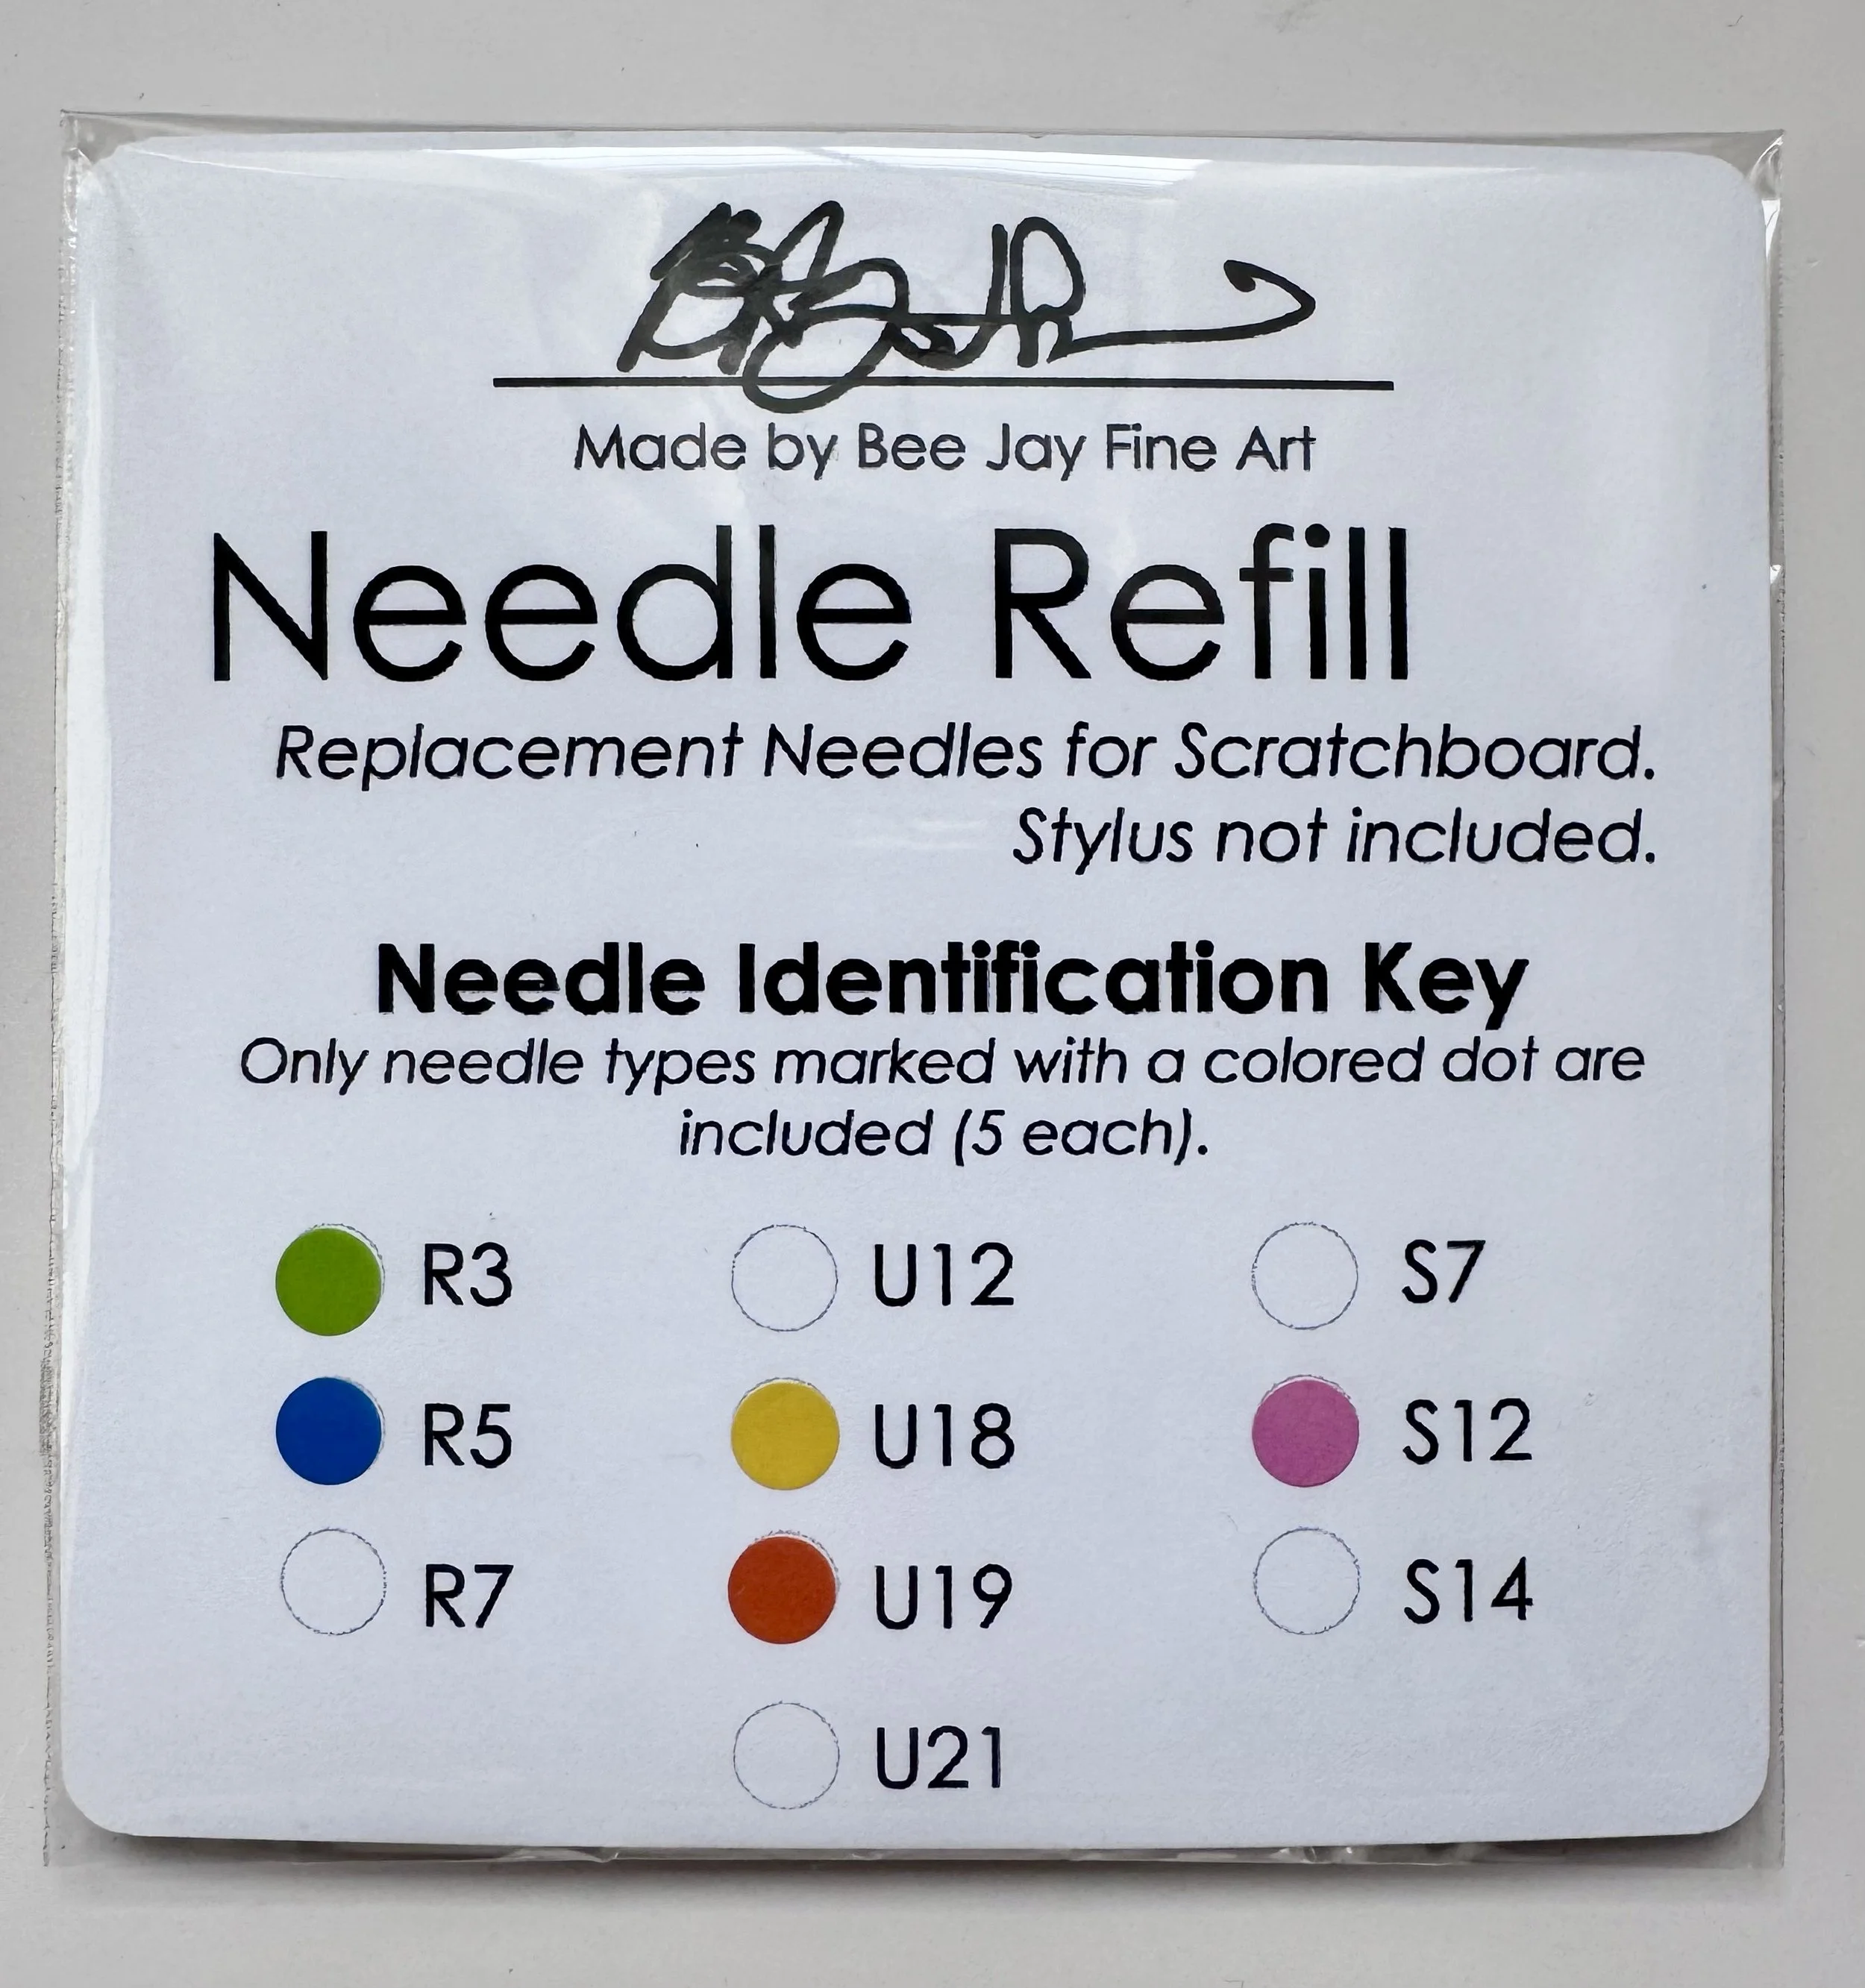 Made by Bee Jay Fine Art
Needle Refill
Replacement Needles for Scratchboard.
Stylus not included.
Needle Identification Key
Only needle types marked with a colored dot are
included (5 each).
R3 U12 S7
R5 U18 S12
R7 U19 S14
U21